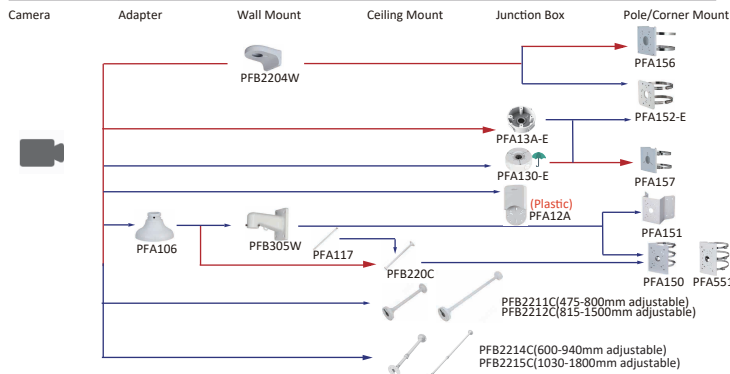 Camera Adapter Wall Mount Ceiling Mount Junction Box Pole/Corner Mount
PFB2204W
PFA156
PFA152-E
PFA13A-E
PFA130-E
PFA157
(Plastic)
PFA12A
PFA151
PFA106
PFB305W
PFA117
PFB220C
PFA150
PFA551
PFB2211C(475-800mm adjustable)
PFB2212C(815-1500mm adjustable)
PFB2214C(600-940mm adjustable)
PFB2215C(1030-1800mm adjustable)